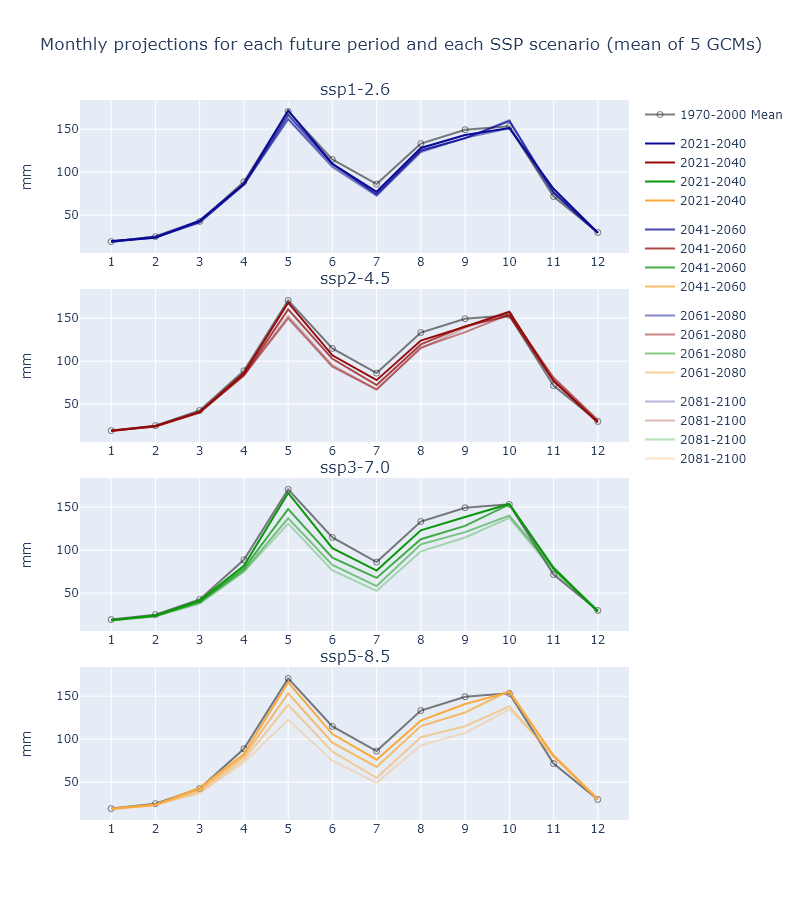 Monthly projections for each future period and each SSP scenario (mean of 5 GCMs)
ssp1-2.6
150
100
50
mm
1 2 3 4 5 6 7 8 9 10 11 12
ssp2-4.5
150
100
50
mm
1 2 3 4 5 6 7 8 9 10 11 12
ssp3-7.0
150
100
50
mm
1 2 3 4 5 6 7 8 9 10 11 12
ssp5-8.5
150
100
50
mm
1 2 3 4 5 6 7 8 9 10 11 12
1970-2000 Mean
2021-2040
2021-2040
2021-2040
2021-2040
2041-2060
2041-2060
2041-2060
2041-2060
2061-2080
2061-2080
2061-2080
2061-2080
2081-2100
2081-2100
2081-2100
2081-2100